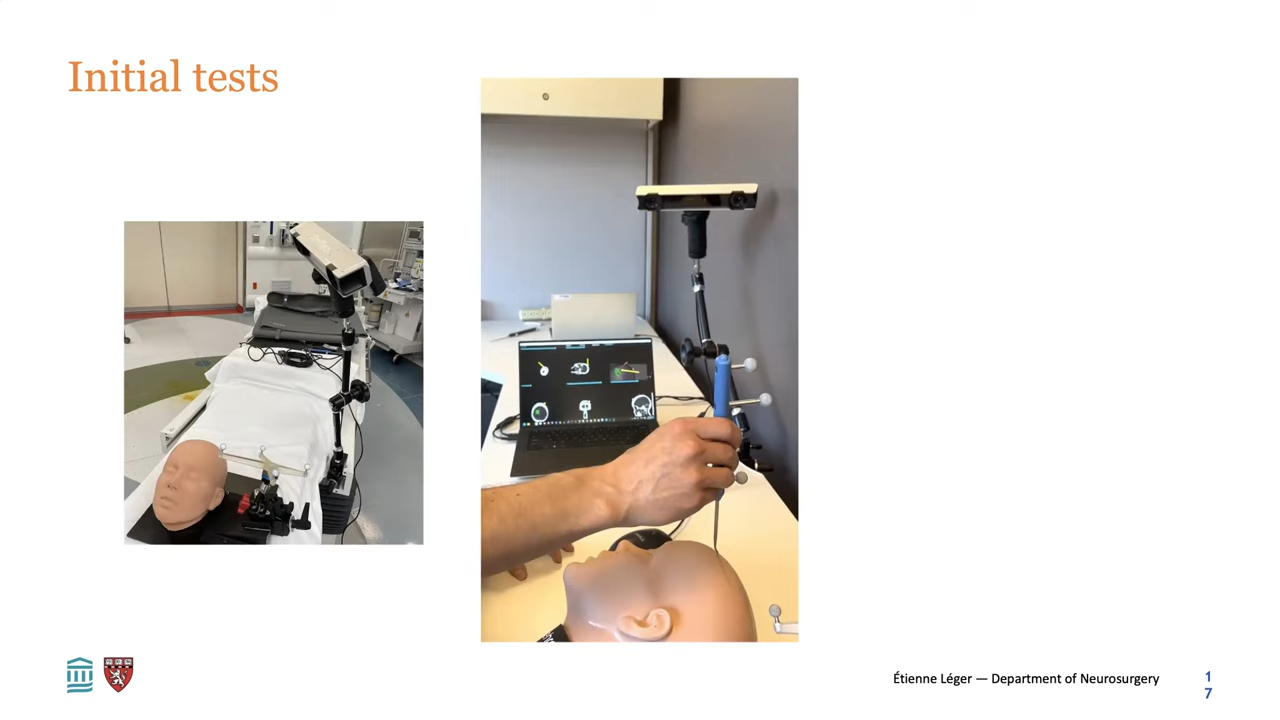 Initial tests
Étienne Léger — Department of Neurosurgery
1
7